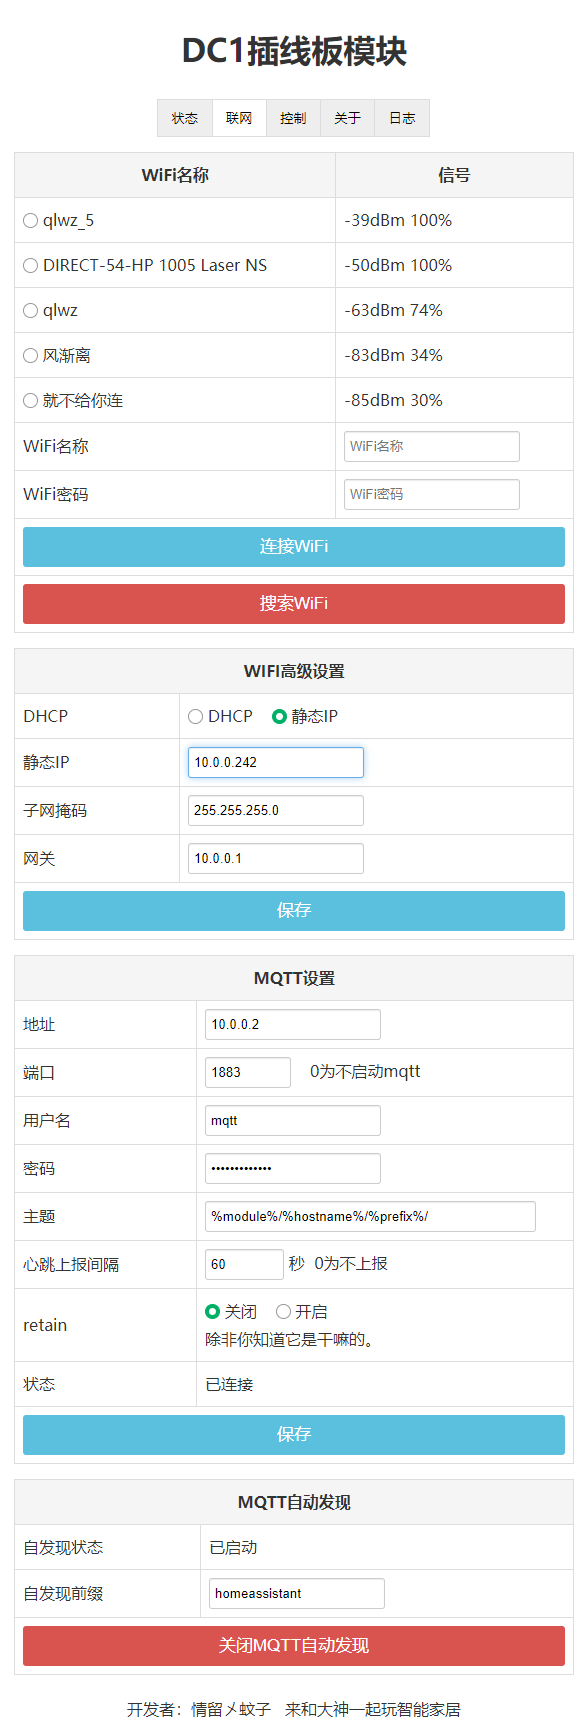 DC1插线板模块
状态 联网 控制 关于 日志
WiFi名称 信号
qlwz_5 -39dBm 100%
DIRECT-54-HP 1005 Laser NS -50dBm 100%
qlwz -63dBm 74%
风渐离 -83dBm 34%
就不给你连 -85dBm 30%
WiFi名称 WiFi名称
WiFi密码 WiFi密码
连接WiFi
搜索WiFi
WIFI高级设置
DHCP DHCP 静态IP
静态IP 10.0.0.242
子网掩码 255.255.255.0
网关 10.0.0.1
保存
MQTT设置
地址 10.0.0.2
端口 1883 0为不启动mqtt
用户名 mqtt
密码 •••••••••••••
主题 %module%/%hostname%/%prefix%/
心跳上报间隔 60 秒 0为不上报
retain 关闭 开启
除非你知道它是干嘛的。
状态 已连接
保存
MQTT自动发现
自发现状态 已启动
自发现前缀 homeassistant
关闭MQTT自动发现
开发者：情留メ蚊子 来和大神一起玩智能家居